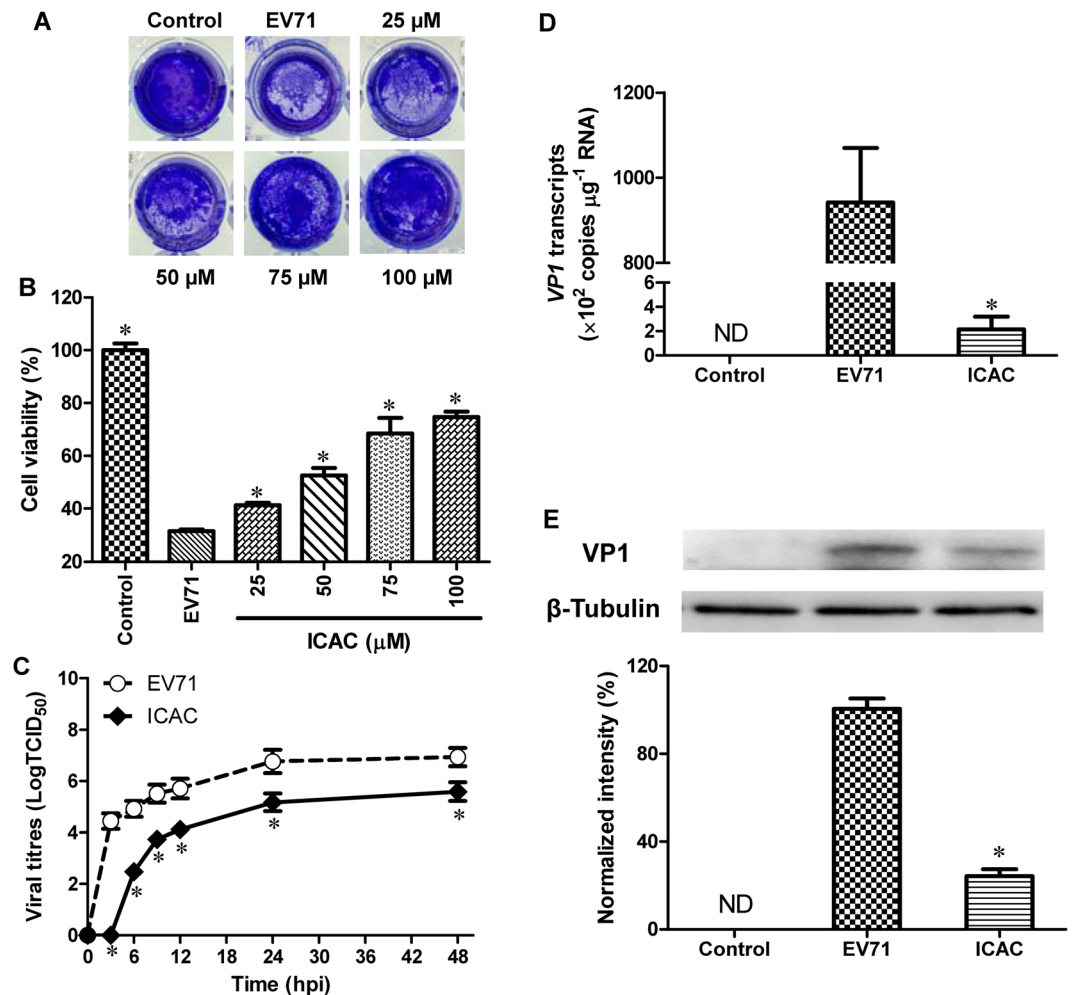 A
Control EV71 25 µM
50 µM 75 µM 100 µM
B
Cell viability (%)
120
100
80
60
40
20
*
*
*
*
*
Control
EV71
25
50
75
100
ICAC (µM)
C
Viral titres (LogTCID50)
10
8
6
4
2
0
EV71
ICAC
*
*
*
*
*
*
0 6 12 18 24 30 36 42 48
Time (hpi)
D
VP1 transcripts
(×10² copies µg⁻¹ RNA)
1200
1000
800
6
4
2
0
ND
*
Control EV71 ICAC
E
VP1
β-Tubulin
Normalized intensity (%)
120
80
40
0
ND
*
Control EV71 ICAC